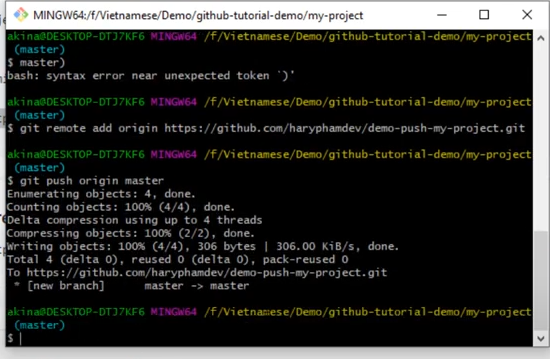 MINGW64:/f/Vietnamese/Demo/github-tutorial-demo/my-project
akina@DESKTOP-DTJ7KF6 MINGW64 /f/Vietnamese/Demo/github-tutorial-demo/my-project
(master)
$ master)
bash: syntax error near unexpected token `)'
akina@DESKTOP-DTJ7KF6 MINGW64 /f/Vietnamese/Demo/github-tutorial-demo/my-project
(master)
$ git remote add origin https://github.com/haryphamdev/demo-push-my-project.git
akina@DESKTOP-DTJ7KF6 MINGW64 /f/Vietnamese/Demo/github-tutorial-demo/my-project
(master)
$ git push origin master
Enumerating objects: 4, done.
Counting objects: 100% (4/4), done.
Delta compression using up to 4 threads
Compressing objects: 100% (2/2), done.
Writing objects: 100% (4/4), 306 bytes | 306.00 KiB/s, done.
Total 4 (delta 0), reused 0 (delta 0), pack-reused 0
To https://github.com/haryphamdev/demo-push-my-project.git
* [new branch]      master -> master
akina@DESKTOP-DTJ7KF6 MINGW64 /f/Vietnamese/Demo/github-tutorial-demo/my-project
(master)
$